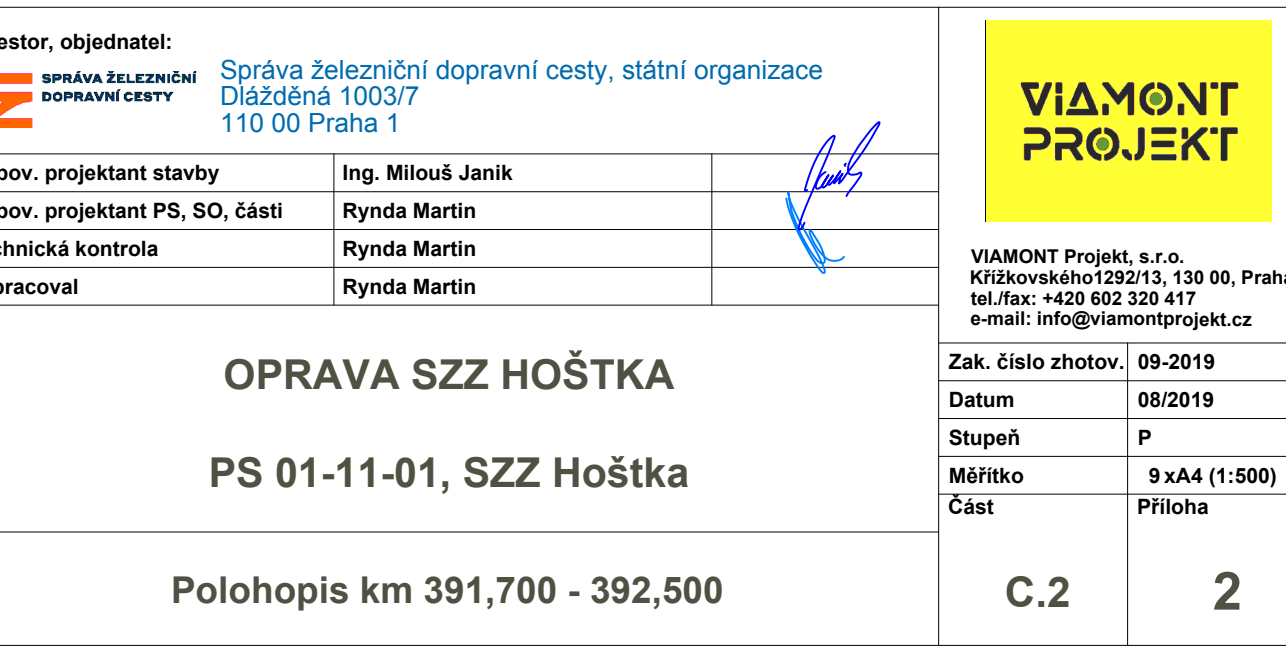 estor, objednatel:
SPRÁVA ŽELEZNIČNÍ
DOPRAVNÍ CESTY
Správa železniční dopravní cesty, státní organizace
Dlážděná 1003/7
110 00 Praha 1
pov. projektant stavby Ing. Milouš Janik
pov. projektant PS, SO, části Rynda Martin
chnická kontrola Rynda Martin
pracoval Rynda Martin
OPRAVA SZZ HOŠTKA
PS 01-11-01, SZZ Hoštka
Polohopis km 391,700 - 392,500
VIAMONT
PROJEKT
VIAMONT Projekt, s.r.o.
Křížkovského1292/13, 130 00, Praha
tel./fax: +420 602 320 417
e-mail: info@viamontprojekt.cz
Zak. číslo zhotov. 09-2019
Datum 08/2019
Stupeň P
Měřítko 9 xA4 (1:500)
Část Příloha
C.2 2